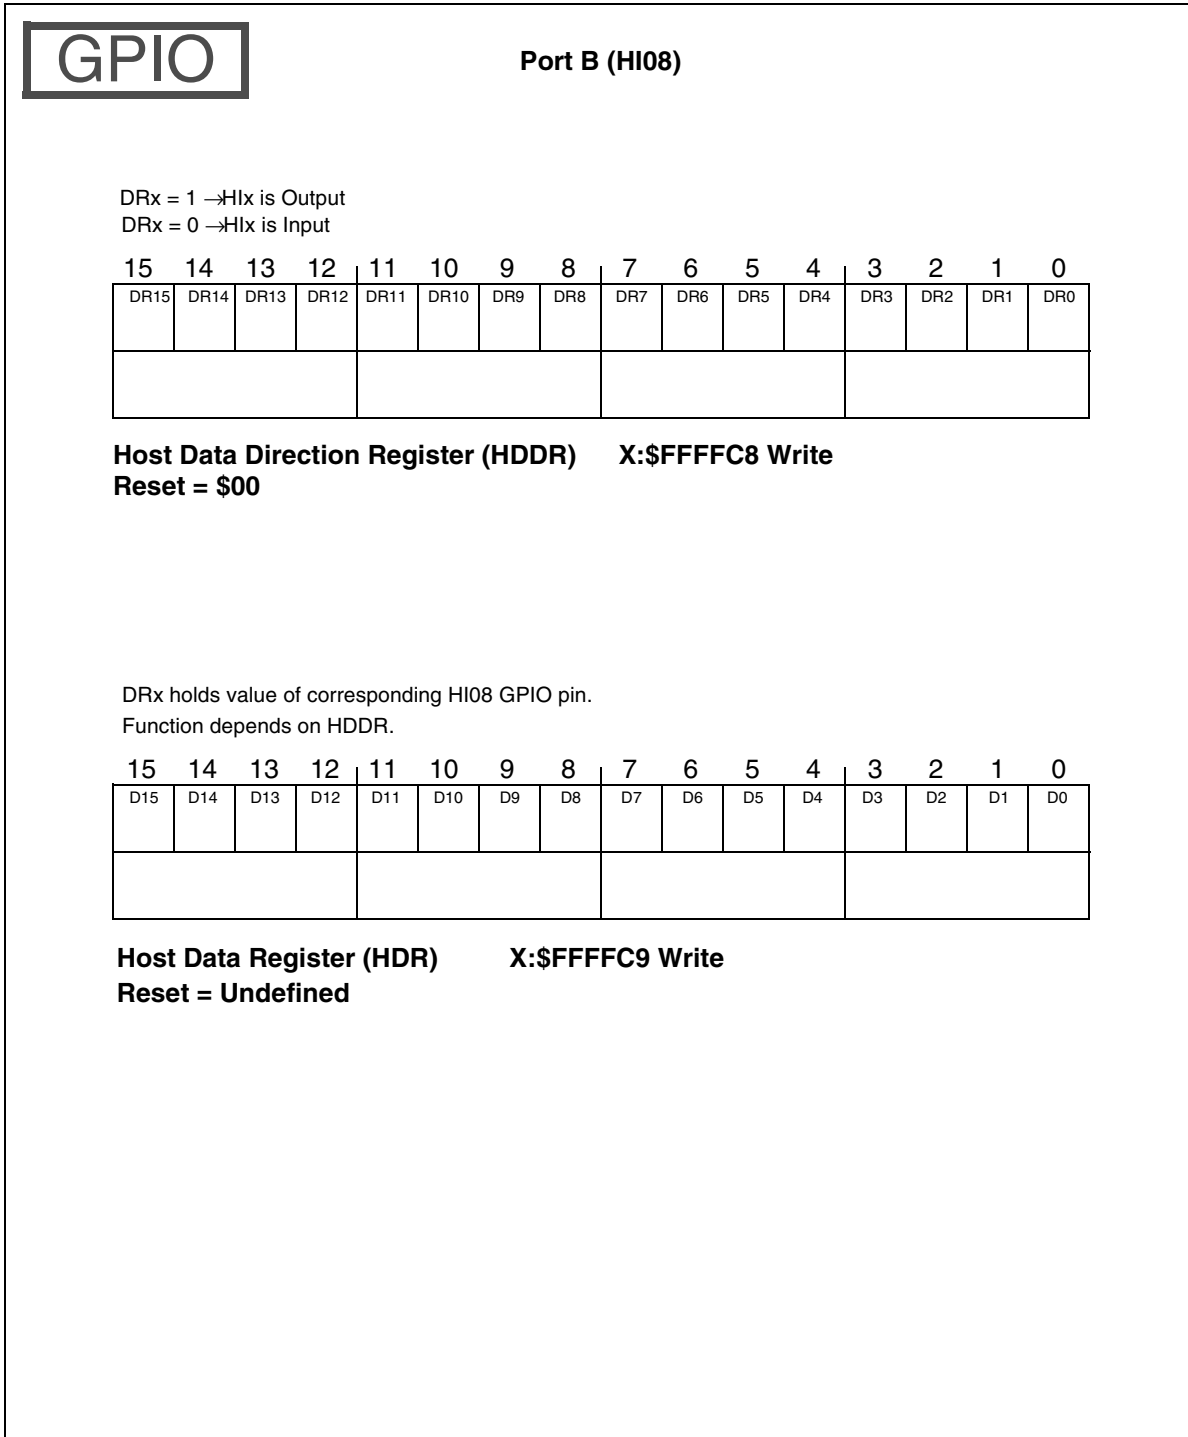 GPIO
Port B (HI08)
DRx = 1 →HIx is Output
DRx = 0 →HIx is Input
15 14 13 12 11 10 9 8 7 6 5 4 3 2 1 0
DR15 DR14 DR13 DR12 DR11 DR10 DR9 DR8 DR7 DR6 DR5 DR4 DR3 DR2 DR1 DR0
Host Data Direction Register (HDDR) X:$FFFFC8 Write
Reset = $00
DRx holds value of corresponding HI08 GPIO pin.
Function depends on HDDR.
15 14 13 12 11 10 9 8 7 6 5 4 3 2 1 0
D15 D14 D13 D12 D11 D10 D9 D8 D7 D6 D5 D4 D3 D2 D1 D0
Host Data Register (HDR) X:$FFFFC9 Write
Reset = Undefined